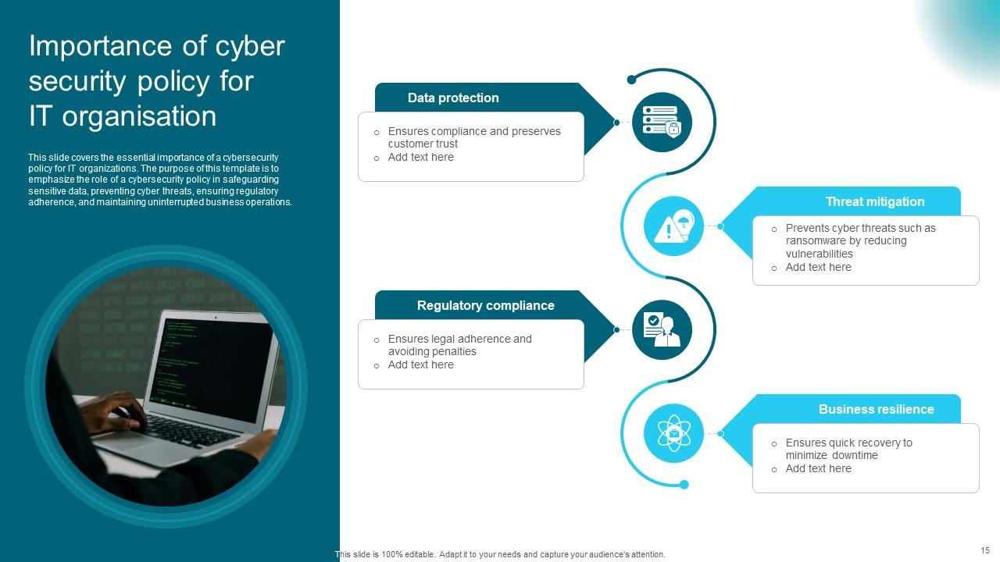 Importance of cyber
security policy for
IT organisation
This slide covers the essential importance of a cybersecurity
policy for IT organizations. The purpose of this template is to
emphasize the role of a cybersecurity policy in safeguarding
sensitive data, preventing cyber threats, ensuring regulatory
adherence, and maintaining uninterrupted business operations.
Data protection
o Ensures compliance and preserves
customer trust
o Add text here
Threat mitigation
o Prevents cyber threats such as
ransomware by reducing
vulnerabilities
o Add text here
Regulatory compliance
o Ensures legal adherence and
avoiding penalties
o Add text here
Business resilience
o Ensures quick recovery to
minimize downtime
o Add text here
This slide is 100% editable. Adapt it to your needs and capture your audience's attention.
15